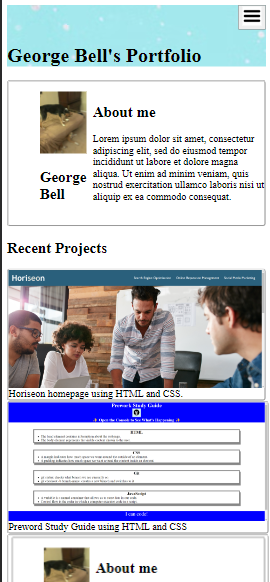 George Bell's Portfolio
About me
Lorem ipsum dolor sit amet, consectetur
adipiscing elit, sed do eiusmod tempor
incididunt ut labore et dolore magna
aliqua. Ut enim ad minim veniam, quis
nostrud exercitation ullamco laboris nisi ut
aliquip ex ea commodo consequat.
George
Bell
Recent Projects
Horiseon
Search Engine Optimization Online Reputation Management Social Media Marketing
Horiseon homepage using HTML and CSS.
Prework Study Guide
Open the Console to See What's Happening
HTML
CSS
Git
JavaScript
I can code!
Preword Study Guide using HTML and CSS
About me